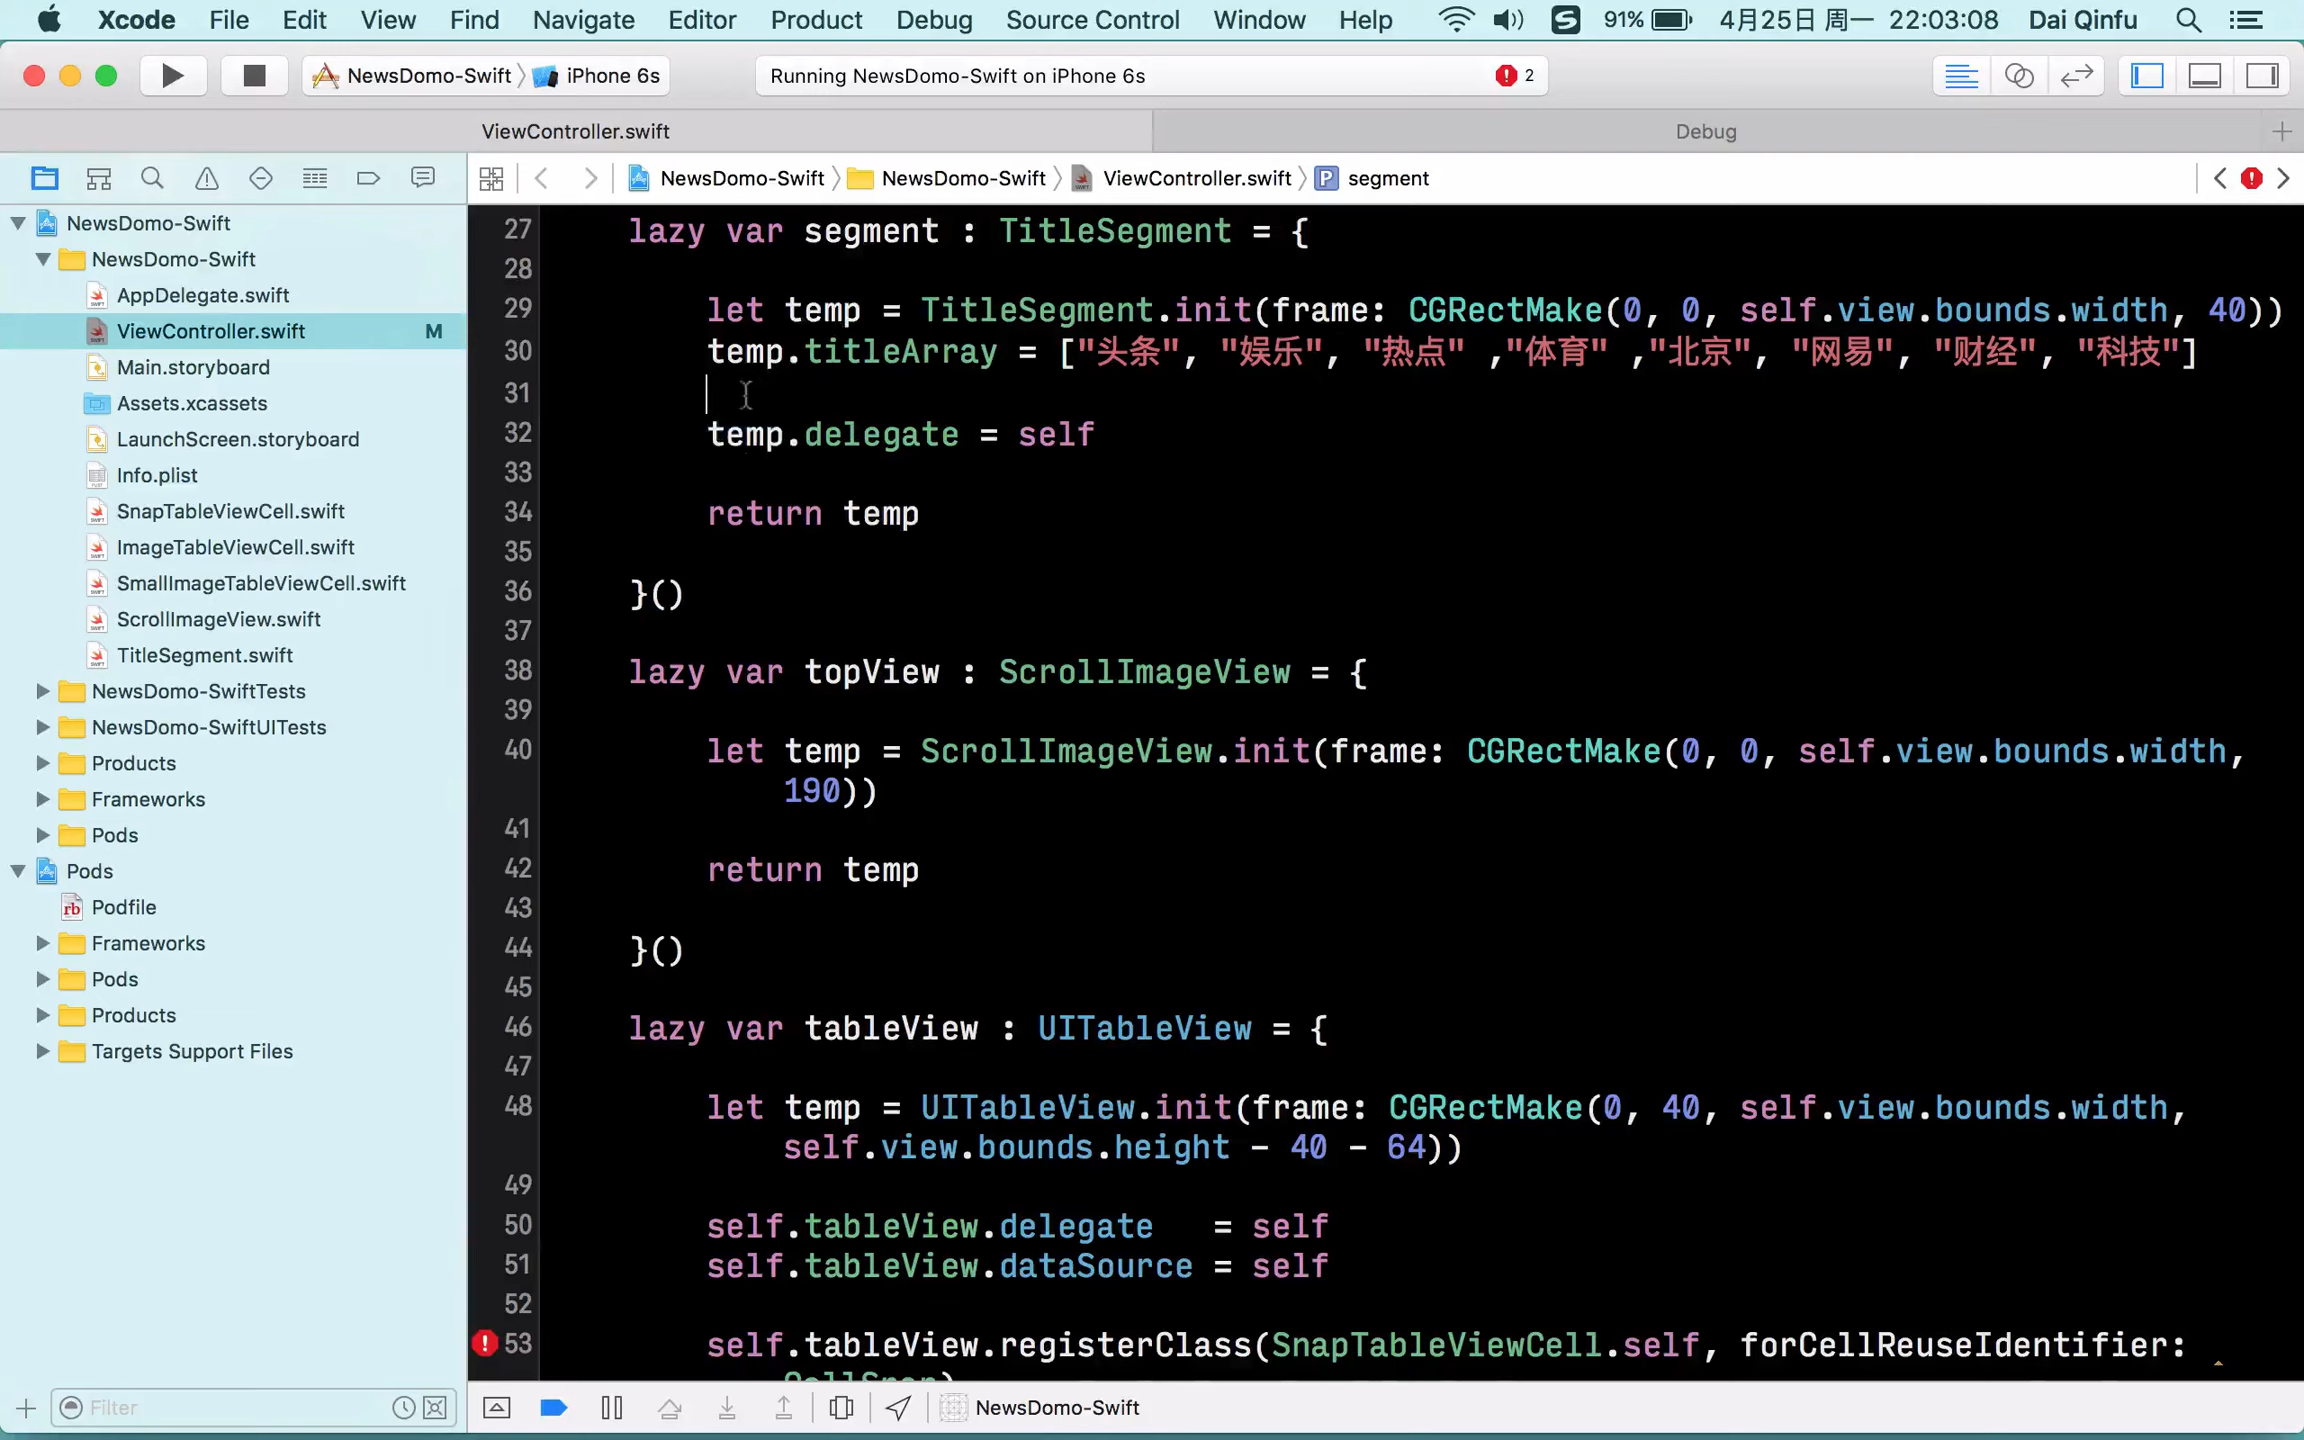 Xcode File Edit View Find Navigate Editor Product Debug Source Control Window Help 91% 4月25日 周一 22:03:08 Dai Qinfu
NewsDomo-Swift iPhone 6s Running NewsDomo-Swift on iPhone 6s 2
ViewController.swift Debug
NewsDomo-Swift NewsDomo-Swift ViewController.swift P segment
NewsDomo-Swift
NewsDomo-Swift
AppDelegate.swift
ViewController.swift M
Main.storyboard
Assets.xcassets
LaunchScreen.storyboard
Info.plist
SnapTableViewCell.swift
ImageTableViewCell.swift
SmallImageTableViewCell.swift
ScrollImageView.swift
TitleSegment.swift
NewsDomo-SwiftTests
NewsDomo-SwiftUITests
Products
Frameworks
Pods
Pods
Podfile
Frameworks
Pods
Products
Targets Support Files
Filter
27 lazy var segment : TitleSegment = {
28
29 let temp = TitleSegment.init(frame: CGRectMake(0, 0, self.view.bounds.width, 40))
30 temp.titleArray = ["头条", "娱乐", "热点" ,"体育" ,"北京", "网易", "财经", "科技"]
31
32 temp.delegate = self
33
34 return temp
35
36 }()
37
38 lazy var topView : ScrollImageView = {
39
40 let temp = ScrollImageView.init(frame: CGRectMake(0, 0, self.view.bounds.width,
190))
41
42 return temp
43
44 }()
45
46 lazy var tableView : UITableView = {
47
48 let temp = UITableView.init(frame: CGRectMake(0, 40, self.view.bounds.width,
self.view.bounds.height - 40 - 64))
49
50 self.tableView.delegate = self
51 self.tableView.dataSource = self
52
53 self.tableView.registerClass(SnapTableViewCell.self, forCellReuseIdentifier:
NewsDomo-Swift